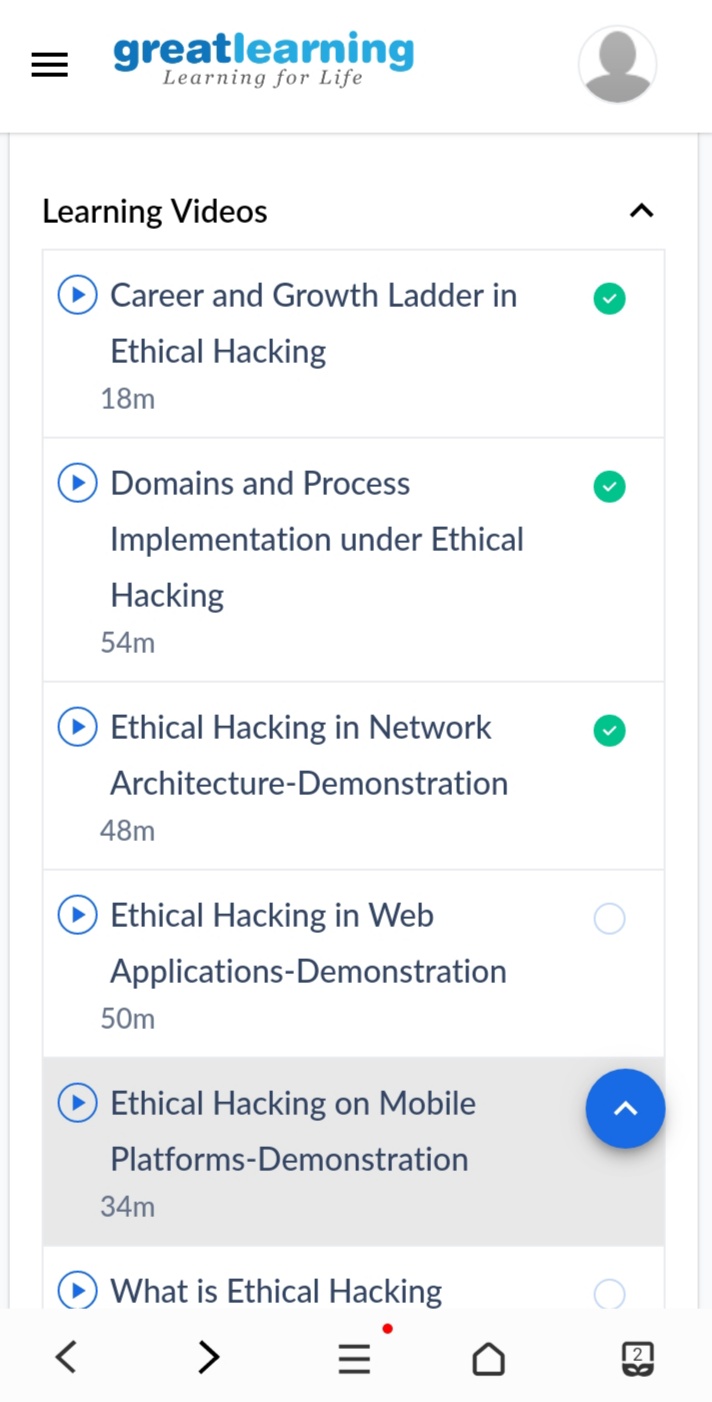 greatlearning
Learning for Life
Learning Videos
Career and Growth Ladder in
Ethical Hacking
18m
Domains and Process
Implementation under Ethical
Hacking
54m
Ethical Hacking in Network
Architecture-Demonstration
48m
Ethical Hacking in Web
Applications-Demonstration
50m
Ethical Hacking on Mobile
Platforms-Demonstration
34m
What is Ethical Hacking
2